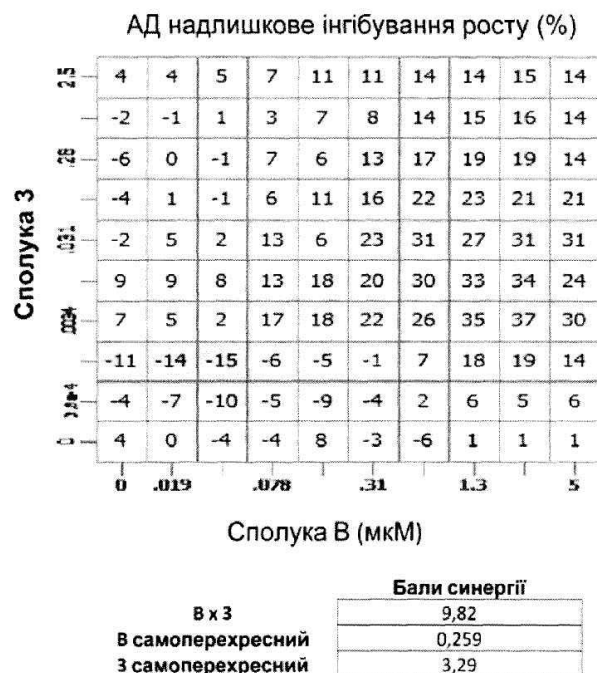 АД надлишкове інгібування росту (%)
2.5 4 4 5 7 11 11 14 14 15 14
-2 -1 1 3 7 8 14 15 16 14
.28 -6 0 -1 7 6 13 17 19 19 14
-4 1 -1 6 11 16 22 23 21 21
.031 -2 5 2 13 6 23 31 27 31 31
9 9 8 13 18 20 30 33 34 24
.0034 7 5 2 17 18 22 26 35 37 30
-11 -14 -15 -6 -5 -1 7 18 19 14
-4 -7 -10 -5 -9 -4 2 6 5 6
0 4 0 -4 -4 8 -3 -6 1 1 1
Сполука 3
0 .019 .078 .31 1.3 5
Сполука В (мкМ)
Бали синергії
В х 3 9,82
В самоперехресний 0,259
3 самоперехресний 3,29